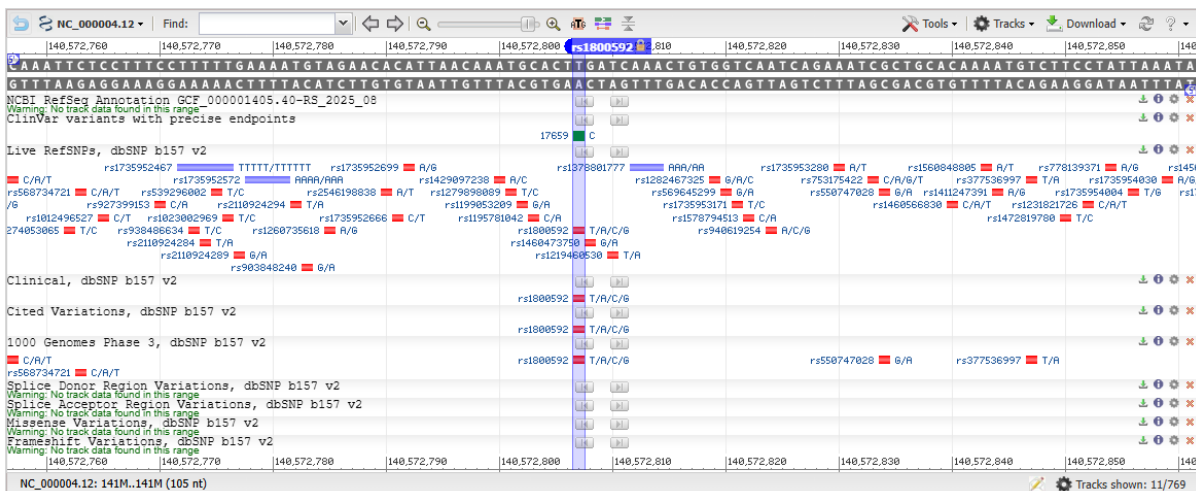 NC_000004.12 Find: Tools Tracks Download ?
140,572,760 140,572,770 140,572,780 140,572,790 140,572,800 rs1800592 140,572,820 140,572,830 140,572,840 140,572,850
NCBI RefSeq Annotation GCF_000001405.40-RS_2025_08
Warning: No track data found in this range
ClinVar variants with precise endpoints
17659 C
Live RefSNPs, dbSNP b157 v2
rs1735952467 TTTTT/TTTTTT rs1735952699 A/G rs1378801777 AAA/AA rs1735953280 A/T rs1560848805 A/T rs778139371 A/G
C/A/T rs1735952572 AAAA/AAA rs1429097238 A/C rs1282467325 G/A/C rs753175422 C/A/G/T rs377536997 T/A rs1735954030 A/G
rs568734721 C/A/T rs539296002 T/C rs2546198838 A/T rs1279898089 T/C rs569645299 G/A rs550747028 G/A rs1411247391 A/G rs1735954004 T/G
/G rs927399153 C/A rs2110924294 T/A rs1199053209 G/A rs1735953171 T/C rs1460566830 C/A/T rs1231821726 C/A/T
rs1012496527 C/T rs1023002969 T/C rs1735952666 C/T rs1195781042 C/A rs1578794513 C/A rs1472819780 T/C
274053065 T/C rs938486634 T/C rs1260735618 A/G rs1800592 T/A/C/G rs940619254 A/C/G
rs2110924284 T/A rs1460473750 G/A
rs2110924289 G/A rs1219460530 T/A
rs903848240 G/A
Clinical, dbSNP b157 v2
rs1800592 T/A/C/G
Cited Variations, dbSNP b157 v2
rs1800592 T/A/C/G
1000 Genomes Phase 3, dbSNP b157 v2
C/A/T rs1800592 T/A/C/G rs550747028 G/A rs377536997 T/A
rs568734721 C/A/T
Splice Donor Region Variations, dbSNP b157 v2
Warning: No track data found in this range
Splice Acceptor Region Variations, dbSNP b157 v2
Warning: No track data found in this range
Missense Variations, dbSNP b157 v2
Warning: No track data found in this range
Frameshift Variations, dbSNP b157 v2
Warning: No track data found in this range
140,572,760 140,572,770 140,572,780 140,572,790 140,572,800 140,572,810 140,572,820 140,572,830 140,572,840 140,572,850
NC_000004.12: 141M..141M (105 nt) Tracks shown: 11/769